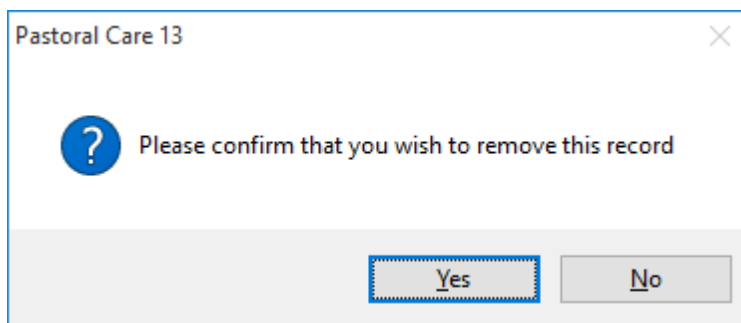 Pastoral Care 13
?
Please confirm that you wish to remove this record
Yes
No